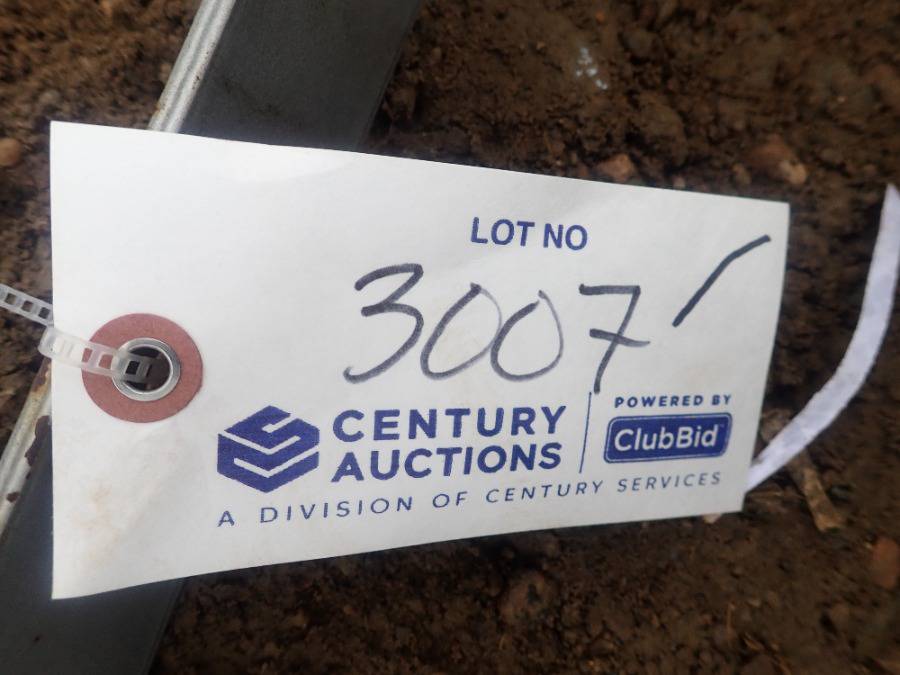 LOT NO
3007
CENTURY
AUCTIONS
POWERED BY
ClubBid
A DIVISION OF CENTURY SERVICES